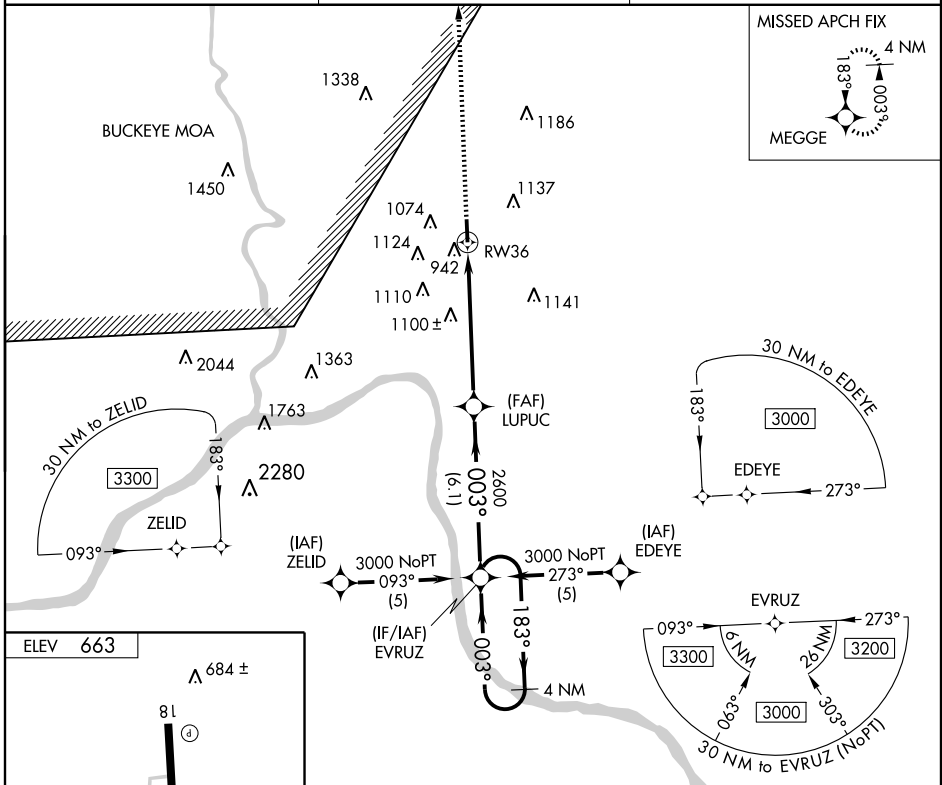 MISSED APCH FIX
4 NM
183°
003°
MEGGE
1338
BUCKEYE MOA
1186
1450
1137
1074
1124
942
RW36
1110
1100 ±
1141
2044
1363
1763
(FAF)
LUPUC
30 NM to ZELID
183°
3300
2280
ZELID
093°
30 NM to EDEYE
183°
3000
EDEYE
273°
2600
003°
(6.1)
(IAF)
ZELID
3000 NoPT
093°
(5)
3000 NoPT
273°
(5)
(IAF)
EDEYE
(IF/IAF)
EVRUZ
003°
183°
4 NM
EVRUZ
093°
273°
3300
6 NM
26 NM
3200
063°
3000
303°
30 NM to EVRUZ (NoPT)
ELEV 663
684 ±
18
P